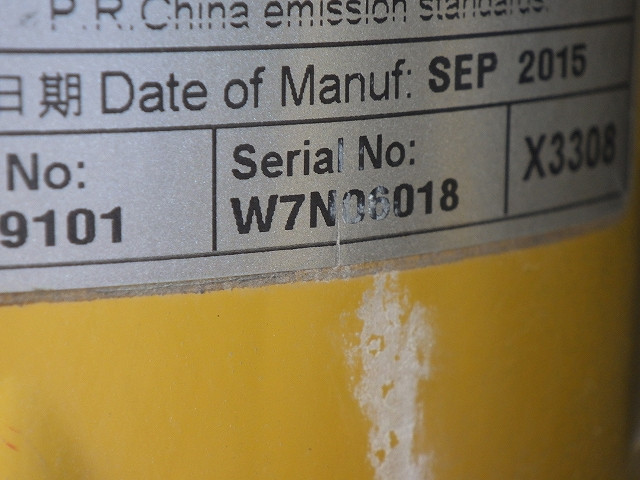 P.R.China emission standards.
日期 Date of Manuf: SEP 2015
No: Serial No: X3308
9101 W7N06018